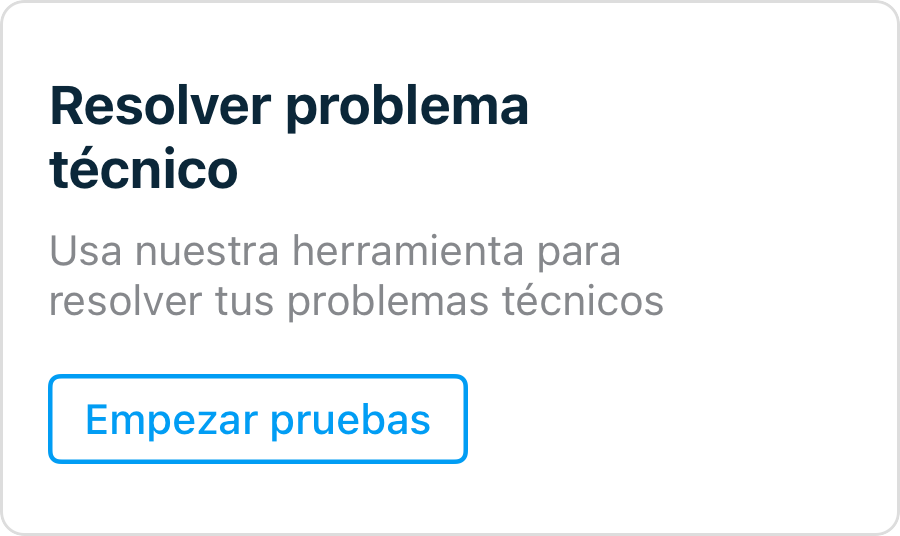 Resolver problema
técnico
Usa nuestra herramienta para
resolver tus problemas técnicos
Empezar pruebas